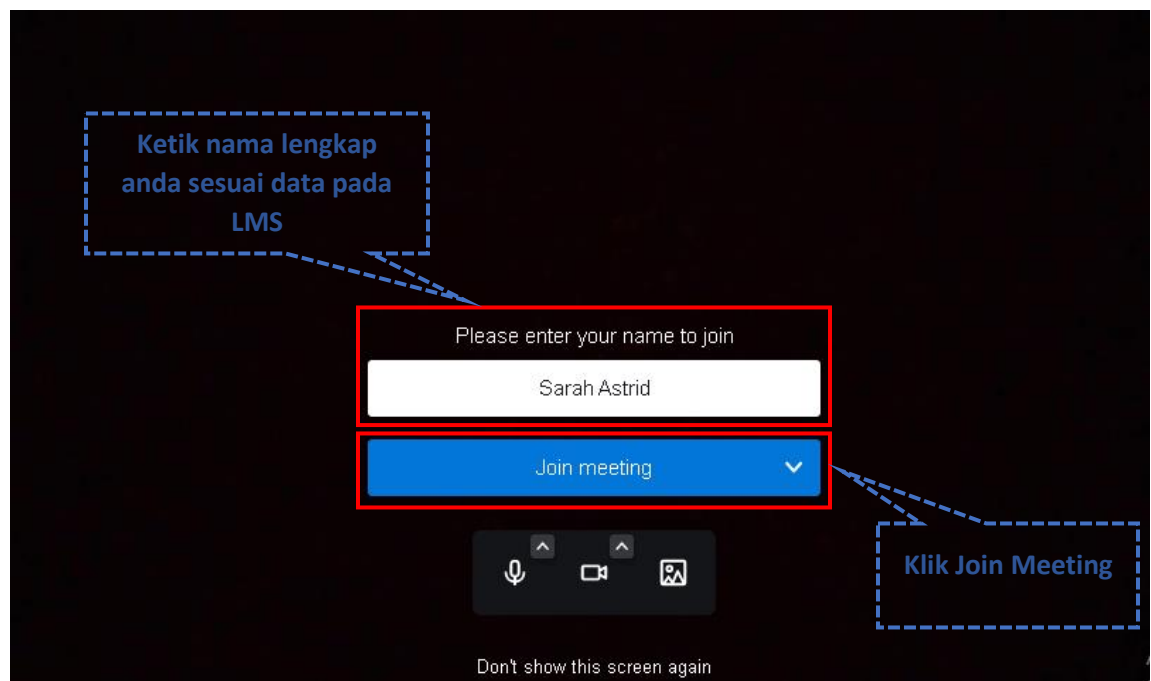 Ketik nama lengkap
anda sesuai data pada
LMS
Please enter your name to join
Sarah Astrid
Join meeting
Klik Join Meeting
Don't show this screen again